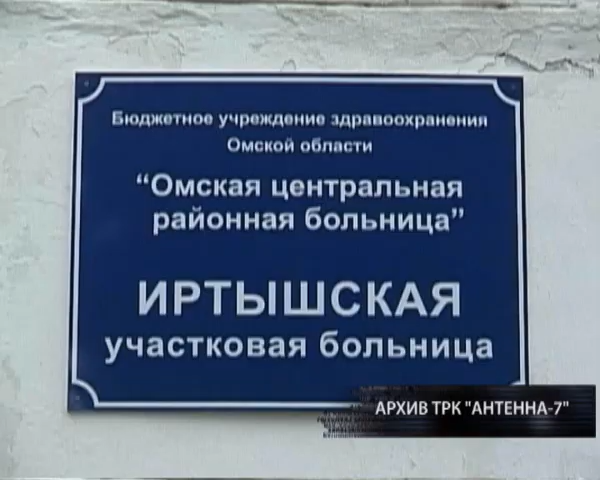 Бюджетное учреждение здравоохранения
Омской области
“Омская центральная
районная больница”
ИРТЫШСКАЯ
участковая больница
АРХИВ ТРК "АНТЕННА-7"